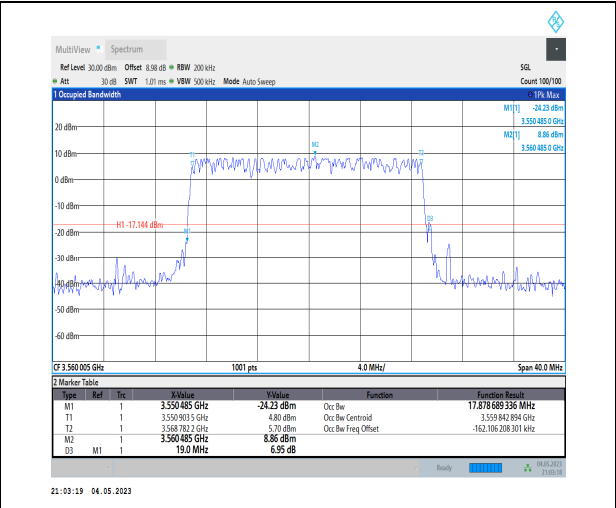 MultiView Spectrum
Ref Level 30.00 dBm Offset 8.98 dB RBW 200 kHz SGL
Att 30 dB SWT 1.01 ms VBW 500 kHz Mode Auto Sweep Count 100/100
1 Occupied Bandwidth 1Pk Max
M1[1] -24.23 dBm
3.550 485 0 GHz
M2[1] 8.86 dBm
3.560 485 0 GHz
20 dBm
M2
10 dBm
T1 T2
0 dBm
-10 dBm
H1 -17.144 dBm
D3
M1
-20 dBm
-30 dBm
-40 dBm
-50 dBm
-60 dBm
CF 3.560 005 GHz 1001 pts 4.0 MHz/ Span 40.0 MHz
2 Marker Table
Type Ref Trc X-Value Y-Value Function Function Result
M1 1 3.550 485 GHz -24.23 dBm Occ Bw 17.878 689 336 MHz
T1 1 3.550 903 5 GHz 4.80 dBm Occ Bw Centroid 3.559 842 894 GHz
T2 1 3.568 782 2 GHz 5.70 dBm Occ Bw Freq Offset -162.106 208 301 kHz
M2 1 3.560 485 GHz 8.86 dBm
D3 M1 1 19.0 MHz 6.95 dB
Ready 04.05.2023
21:03:18
21:03:19 04.05.2023